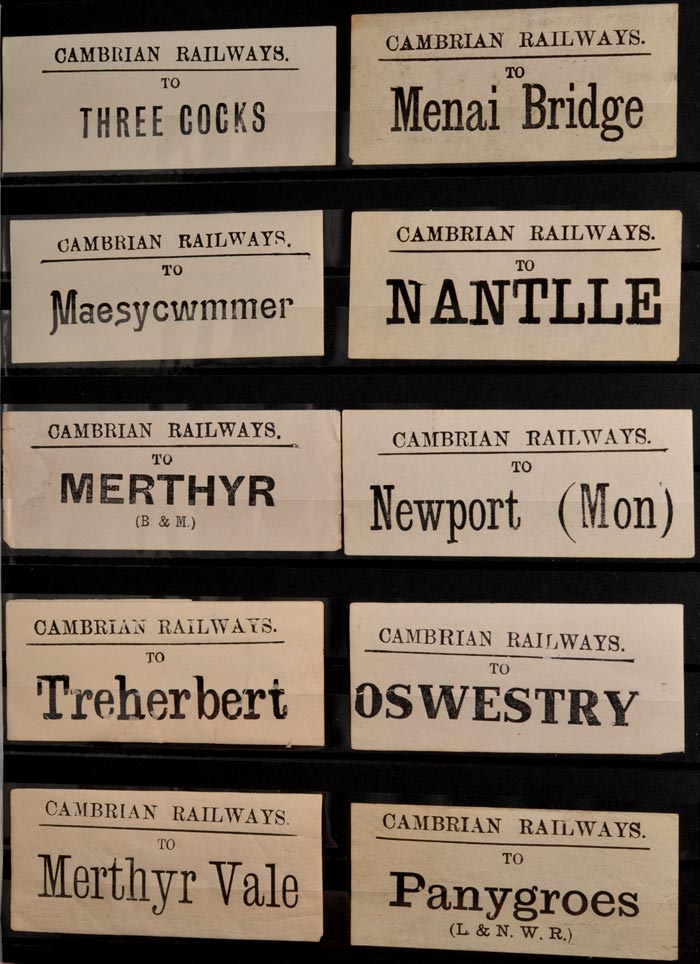 CAMBRIAN RAILWAYS.
TO
THREE COCKS
CAMBRIAN RAILWAYS.
TO
Menai Bridge
CAMBRIAN RAILWAYS.
TO
Maesycwmmer
CAMBRIAN RAILWAYS.
TO
NANTLLE
CAMBRIAN RAILWAYS.
TO
MERTHYR
(B & M.)
CAMBRIAN RAILWAYS.
TO
Newport (Mon)
CAMBRIAN RAILWAYS.
TO
Treherbert
CAMBRIAN RAILWAYS.
TO
OSWESTRY
CAMBRIAN RAILWAYS.
TO
Merthyr Vale
CAMBRIAN RAILWAYS.
TO
Panygroes
(L. & N. W. R.)